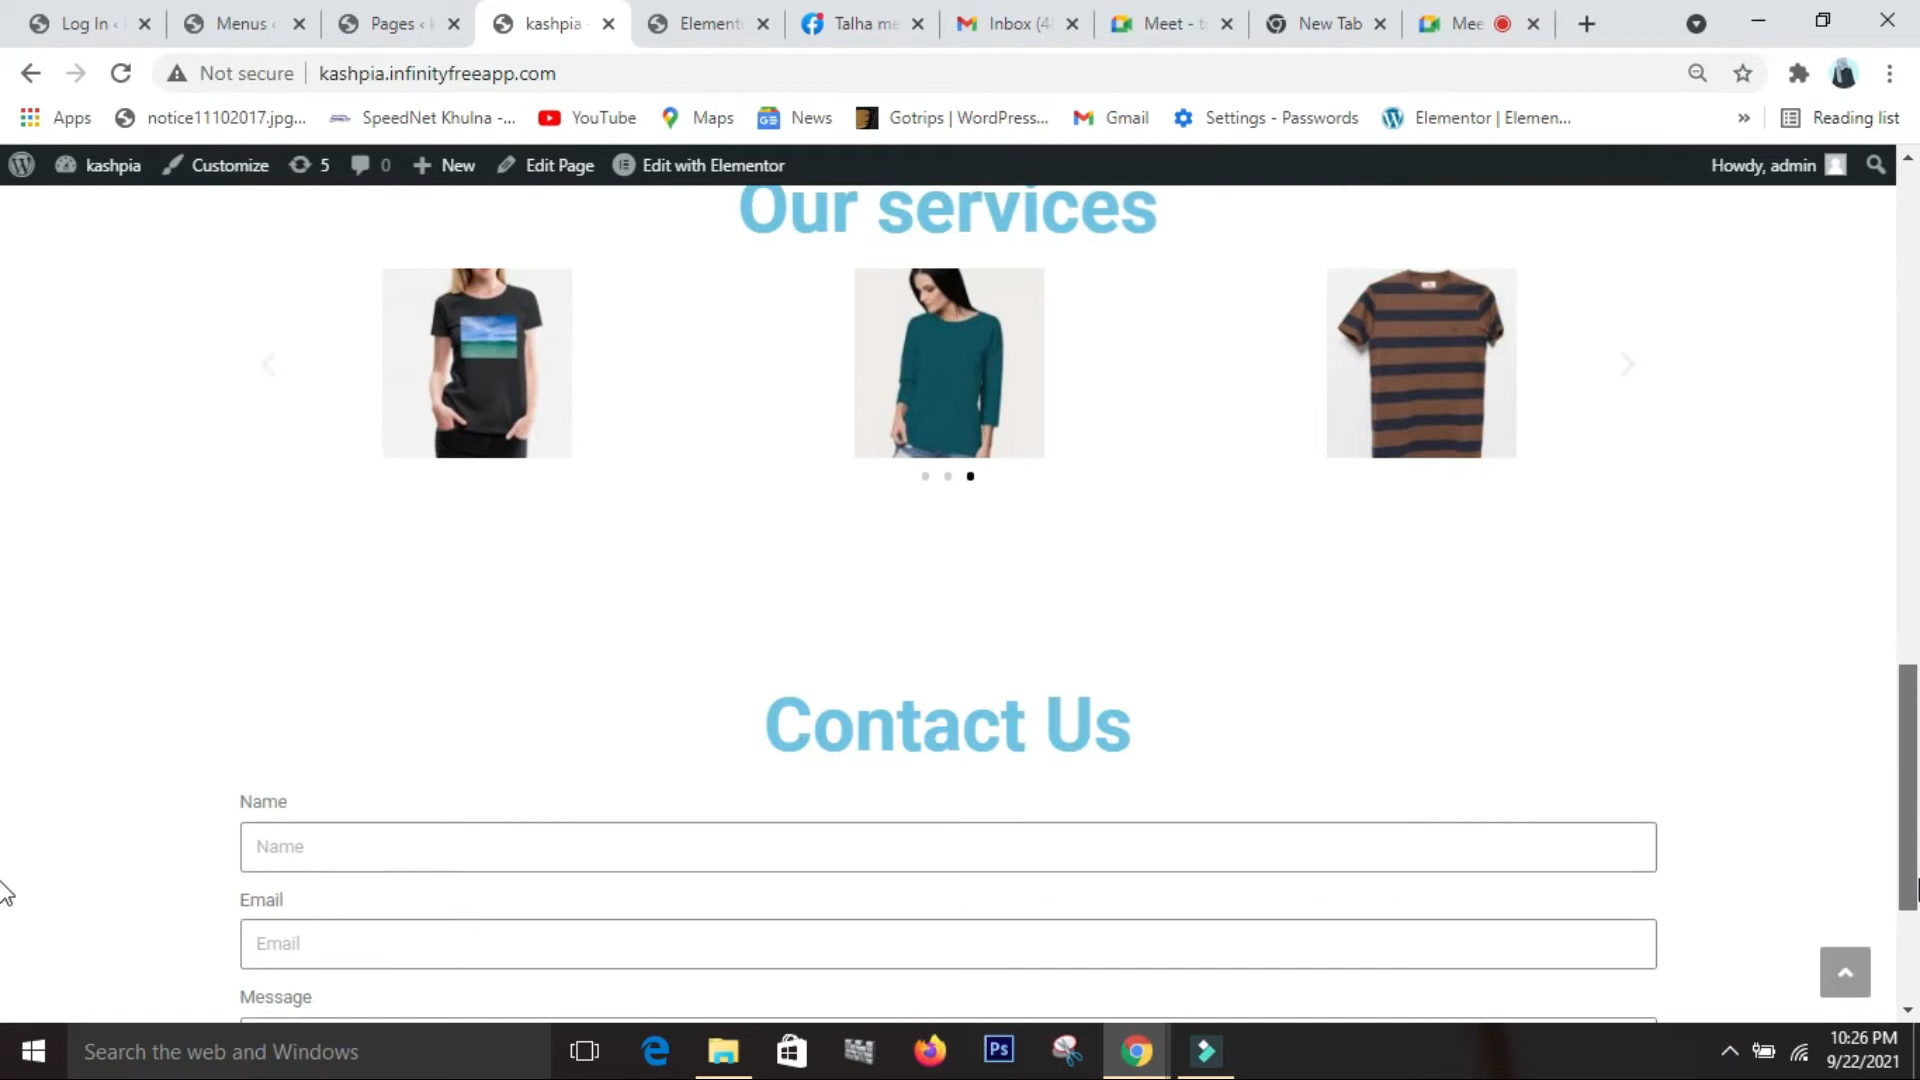 Log In ‹
Menus ‹
Pages ‹
kashpia -
Element
Talha me
Inbox (4
Meet - t
New Tab
Mee
Not secure
kashpia.infinityfreeapp.com
Apps
notice11102017.jpg...
SpeedNet Khulna -...
YouTube
Maps
News
Gotrips | WordPress...
Gmail
Settings - Passwords
Elementor | Elemen...
»
Reading list
kashpia
Customize
5
0
New
Edit Page
Edit with Elementor
Howdy, admin
Our services
Contact Us
Name
Name
Email
Email
Message
Search the web and Windows
Ps
10:26 PM
9/22/2021